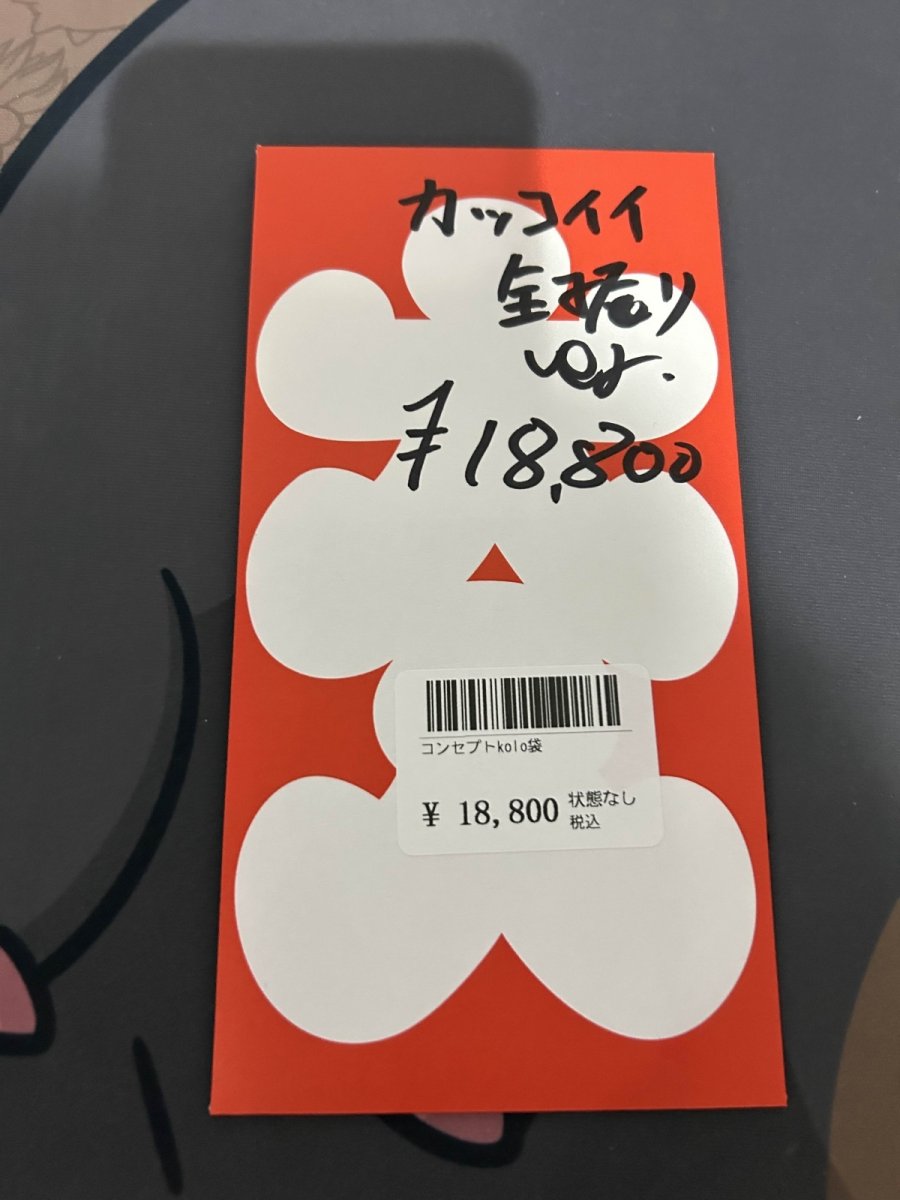 カッコイイ
全振り
ver.
¥18,800
コンセプトkolo袋
¥ 18,800 状態なし
税込